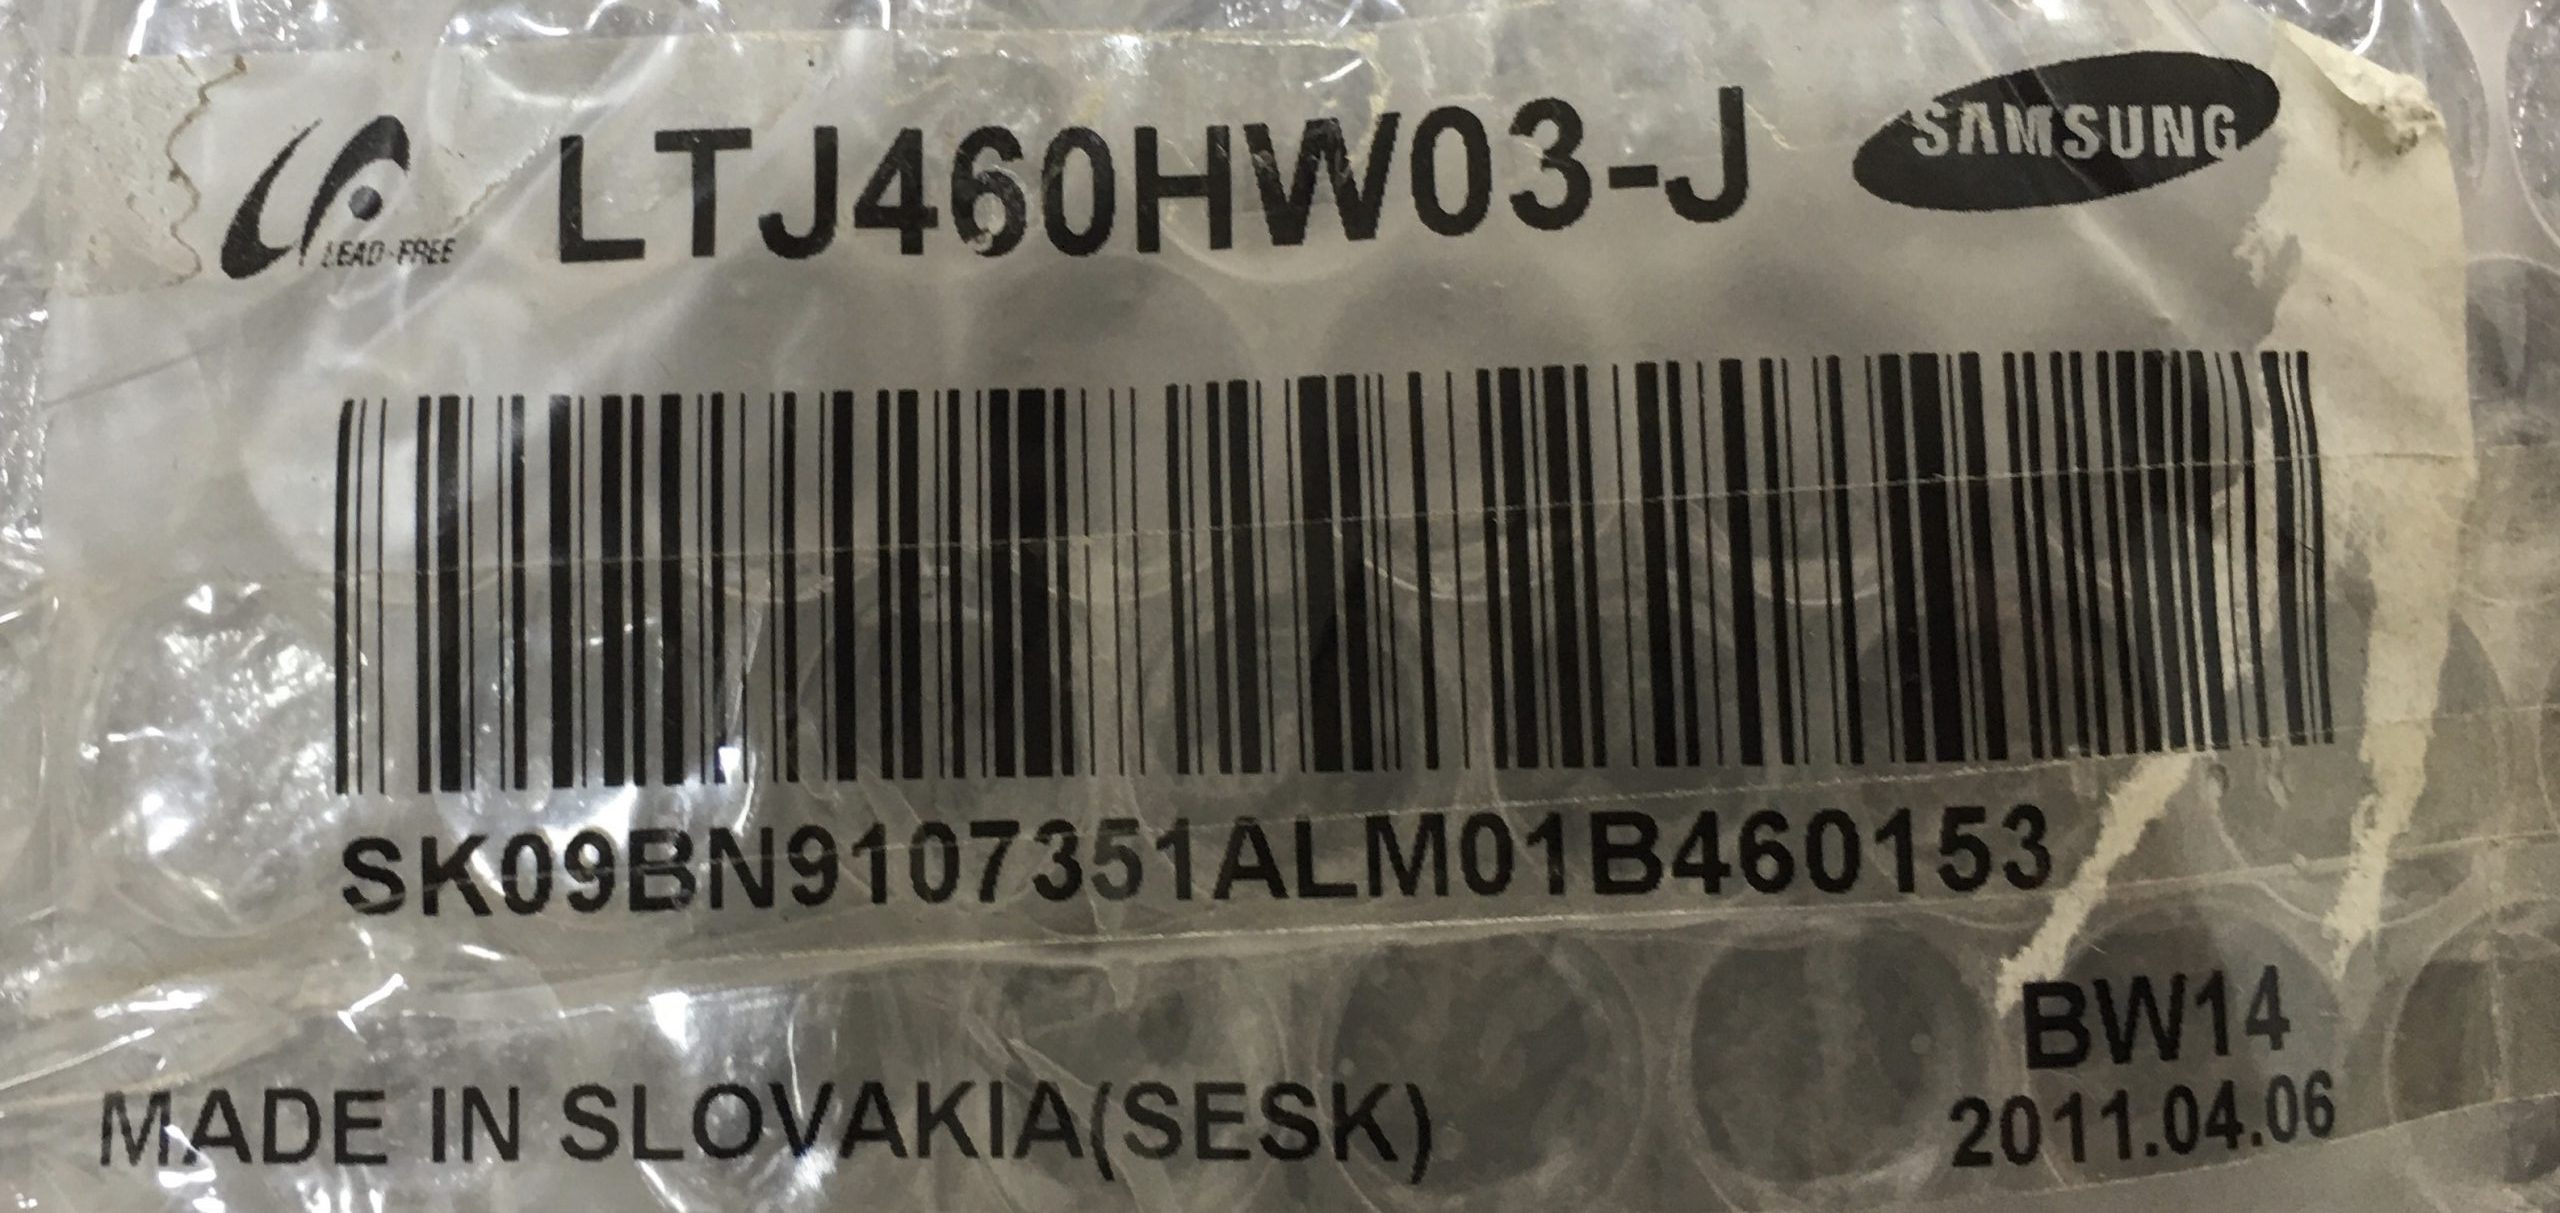 LEAD-FREE
LTJ460HW03-J
SAMSUNG
SK09BN9107351ALM01B460153
BW14
MADE IN SLOVAKIA(SESK)
2011.04.06